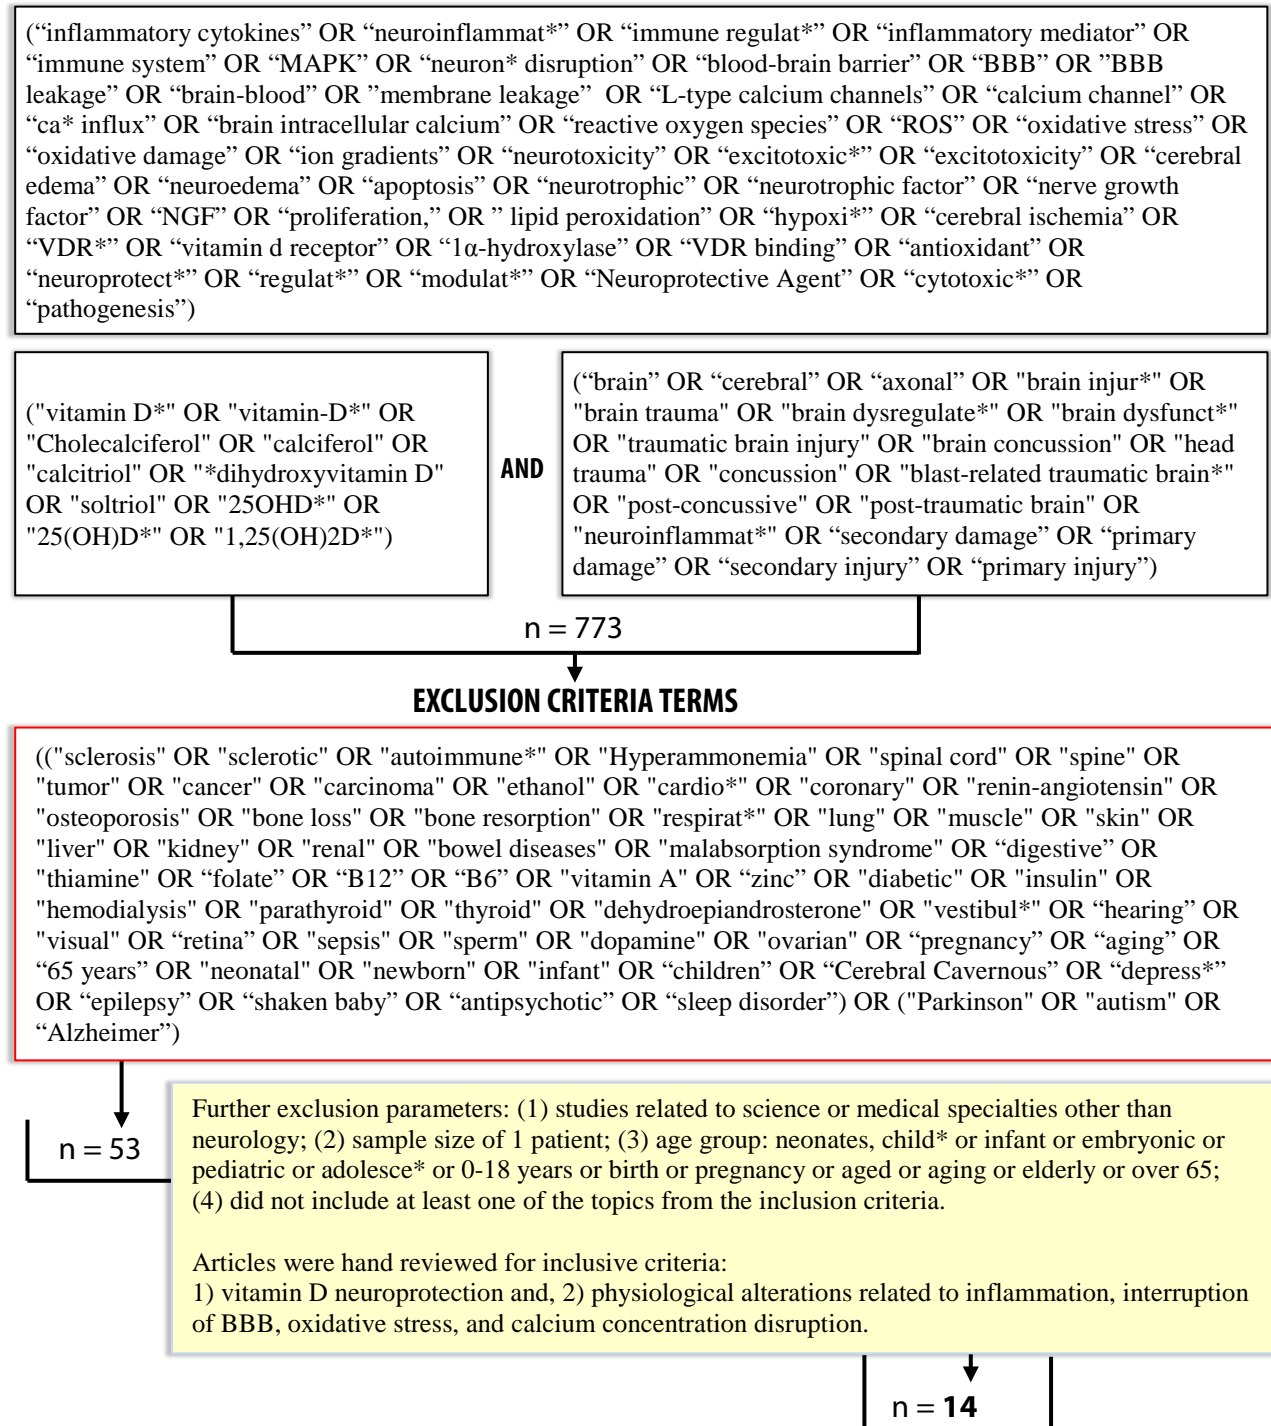 (“inflammatory cytokines” OR “neuroinflammat*” OR “immune regulat*” OR “inflammatory mediator” OR
“immune system” OR “MAPK” OR “neuron* disruption” OR “blood-brain barrier” OR “BBB” OR ”BBB
leakage” OR “brain-blood” OR ”membrane leakage” OR “L-type calcium channels” OR “calcium channel” OR
“ca* influx” OR “brain intracellular calcium” OR “reactive oxygen species” OR “ROS” OR “oxidative stress” OR
“oxidative damage” OR “ion gradients” OR “neurotoxicity” OR “excitotoxic*” OR “excitotoxicity” OR “cerebral
edema” OR “neuroedema” OR “apoptosis” OR “neurotrophic” OR “neurotrophic factor” OR “nerve growth
factor” OR “NGF” OR “proliferation,” OR ” lipid peroxidation” OR “hypoxi*” OR “cerebral ischemia” OR
“VDR*” OR “vitamin d receptor” OR “1α-hydroxylase” OR “VDR binding” OR “antioxidant” OR
“neuroprotect*” OR “regulat*” OR “modulat*” OR “Neuroprotective Agent” OR “cytotoxic*” OR
“pathogenesis”)
("vitamin D*" OR "vitamin-D*" OR
"Cholecalciferol" OR "calciferol" OR
"calcitriol" OR "*dihydroxyvitamin D"
OR "soltriol" OR "25OHD*" OR
"25(OH)D*" OR "1,25(OH)2D*")
AND
(“brain” OR “cerebral” OR “axonal” OR "brain injur*" OR
"brain trauma" OR "brain dysregulate*" OR "brain dysfunct*"
OR "traumatic brain injury" OR "brain concussion" OR "head
trauma" OR "concussion" OR "blast-related traumatic brain*"
OR "post-concussive" OR "post-traumatic brain" OR
"neuroinflammat*" OR “secondary damage” OR “primary
damage” OR “secondary injury” OR “primary injury”)
n = 773
EXCLUSION CRITERIA TERMS
(("sclerosis" OR "sclerotic" OR "autoimmune*" OR "Hyperammonemia" OR "spinal cord" OR "spine" OR
"tumor" OR "cancer" OR "carcinoma" OR "ethanol" OR "cardio*" OR "coronary" OR "renin-angiotensin" OR
"osteoporosis" OR "bone loss" OR "bone resorption" OR "respirat*" OR "lung" OR "muscle" OR "skin" OR
"liver" OR "kidney" OR "renal" OR "bowel diseases" OR "malabsorption syndrome" OR “digestive” OR
"thiamine" OR “folate” OR “B12” OR “B6” OR "vitamin A" OR “zinc” OR "diabetic" OR "insulin" OR
"hemodialysis" OR "parathyroid" OR "thyroid" OR "dehydroepiandrosterone" OR "vestibul*" OR “hearing” OR
"visual" OR “retina” OR "sepsis" OR "sperm" OR "dopamine" OR "ovarian" OR “pregnancy” OR “aging” OR
“65 years” OR "neonatal" OR "newborn" OR "infant" OR “children” OR “Cerebral Cavernous” OR “depress*”
OR “epilepsy” OR “shaken baby” OR “antipsychotic” OR “sleep disorder”) OR ("Parkinson" OR "autism" OR
“Alzheimer”)
n = 53
Further exclusion parameters: (1) studies related to science or medical specialties other than
neurology; (2) sample size of 1 patient; (3) age group: neonates, child* or infant or embryonic or
pediatric or adolesce* or 0-18 years or birth or pregnancy or aged or aging or elderly or over 65;
(4) did not include at least one of the topics from the inclusion criteria.
Articles were hand reviewed for inclusive criteria:
1) vitamin D neuroprotection and, 2) physiological alterations related to inflammation, interruption
of BBB, oxidative stress, and calcium concentration disruption.
n = 14